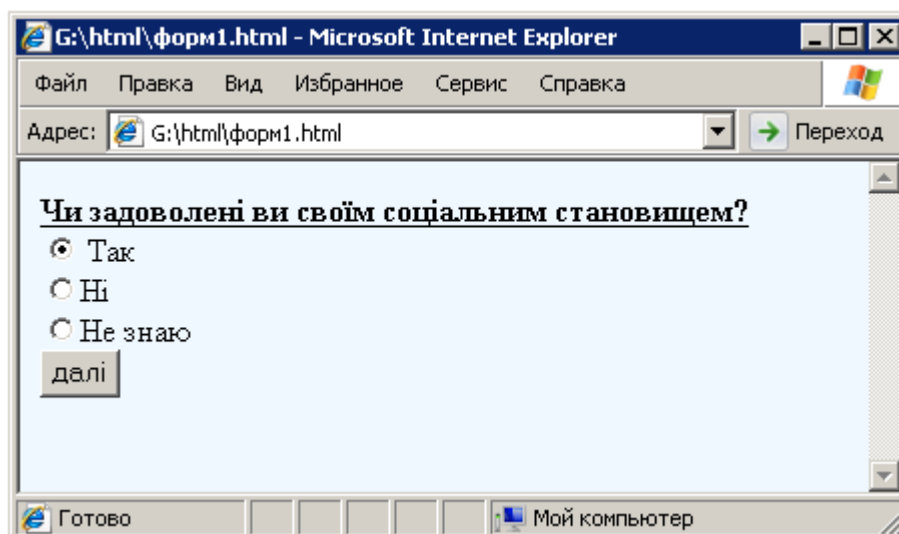 G:\html\форм1.html - Microsoft Internet Explorer
Файл Правка Вид Избранное Сервис Справка
Адрес: G:\html\форм1.html Переход
Чи задоволені ви своїм соціальним становищем?
Так
Ні
Не знаю
далі
Готово Мой компьютер